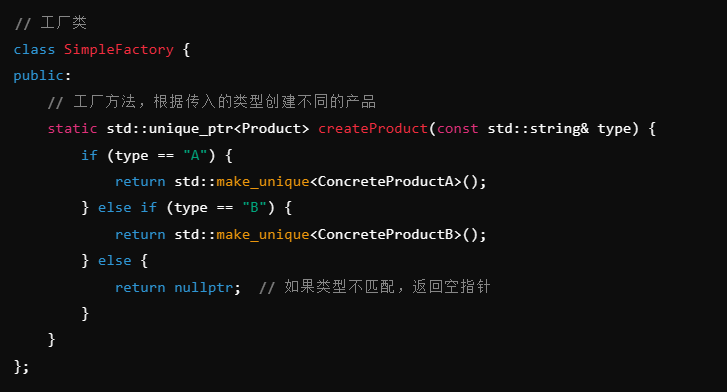 // 工厂类
class SimpleFactory {
public:
    // 工厂方法，根据传入的类型创建不同的产品
    static std::unique_ptr<Product> createProduct(const std::string& type) {
        if (type == "A") {
            return std::make_unique<ConcreteProductA>();
        } else if (type == "B") {
            return std::make_unique<ConcreteProductB>();
        } else {
            return nullptr;  // 如果类型不匹配，返回空指针
        }
    }
};